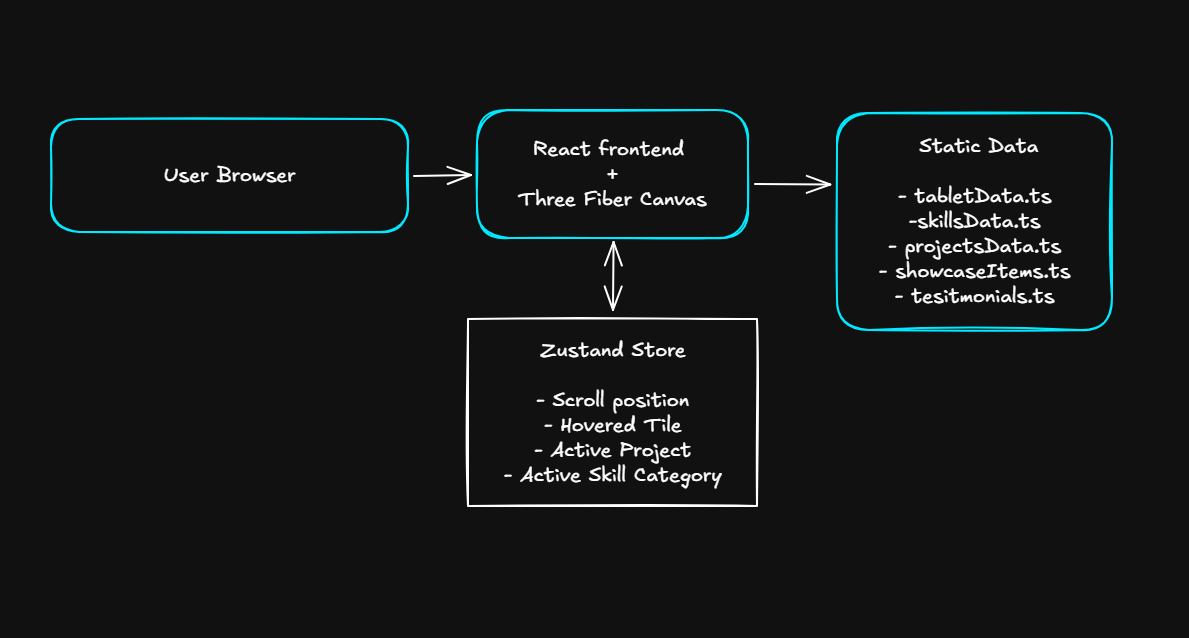 User Browser
React frontend
+
Three Fiber Canvas
Static Data
- tabletData.ts
-skillsData.ts
- projectsData.ts
- showcaseItems.ts
- tesitmonials.ts
Zustand Store
- Scroll position
- Hovered Tile
- Active Project
- Active Skill Category